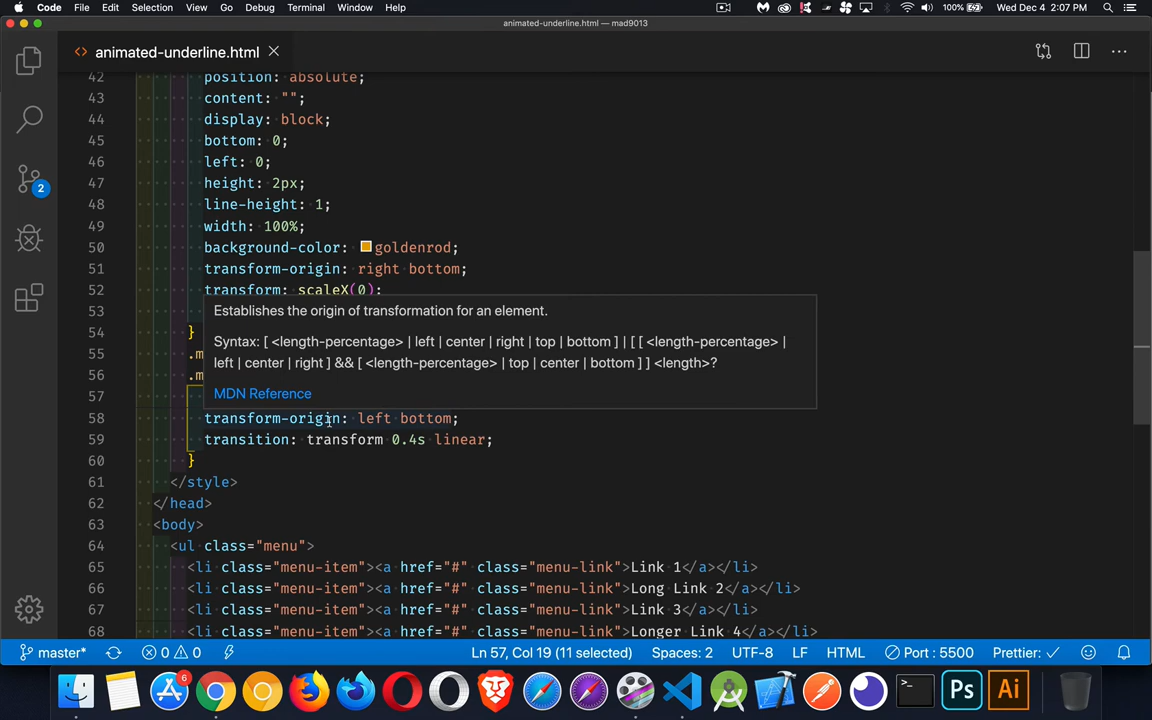 Code File Edit Selection View Go Debug Terminal Window Help 100% Wed Dec 4 2:07 PM
animated-underline.html — mad9013
<> animated-underline.html
42 position: absolute;
43 content: "";
44 display: block;
45 bottom: 0;
46 left: 0;
47 height: 2px;
48 line-height: 1;
49 width: 100%;
50 background-color: goldenrod;
51 transform-origin: right bottom;
52 transform: scaleX(0);
53
Establishes the origin of transformation for an element.
54 }
Syntax: [ <length-percentage> | left | center | right | top | bottom ] | [ [ <length-percentage> |
55 .m
left | center | right ] && [ <length-percentage> | top | center | bottom ] ] <length>?
56 .m
MDN Reference
57
58 transform-origin: left bottom;
59 transition: transform 0.4s linear;
60 }
61 </style>
62 </head>
63 <body>
64 <ul class="menu">
65 <li class="menu-item"><a href="#" class="menu-link">Link 1</a></li>
66 <li class="menu-item"><a href="#" class="menu-link">Long Link 2</a></li>
67 <li class="menu-item"><a href="#" class="menu-link">Link 3</a></li>
68 <li class="menu-item"><a href="#" class="menu-link">Longer Link 4</a></li>
2
master* 0 0 Ln 57, Col 19 (11 selected) Spaces: 2 UTF-8 LF HTML Port : 5500 Prettier: ✓
6
>_
Ps
Ai